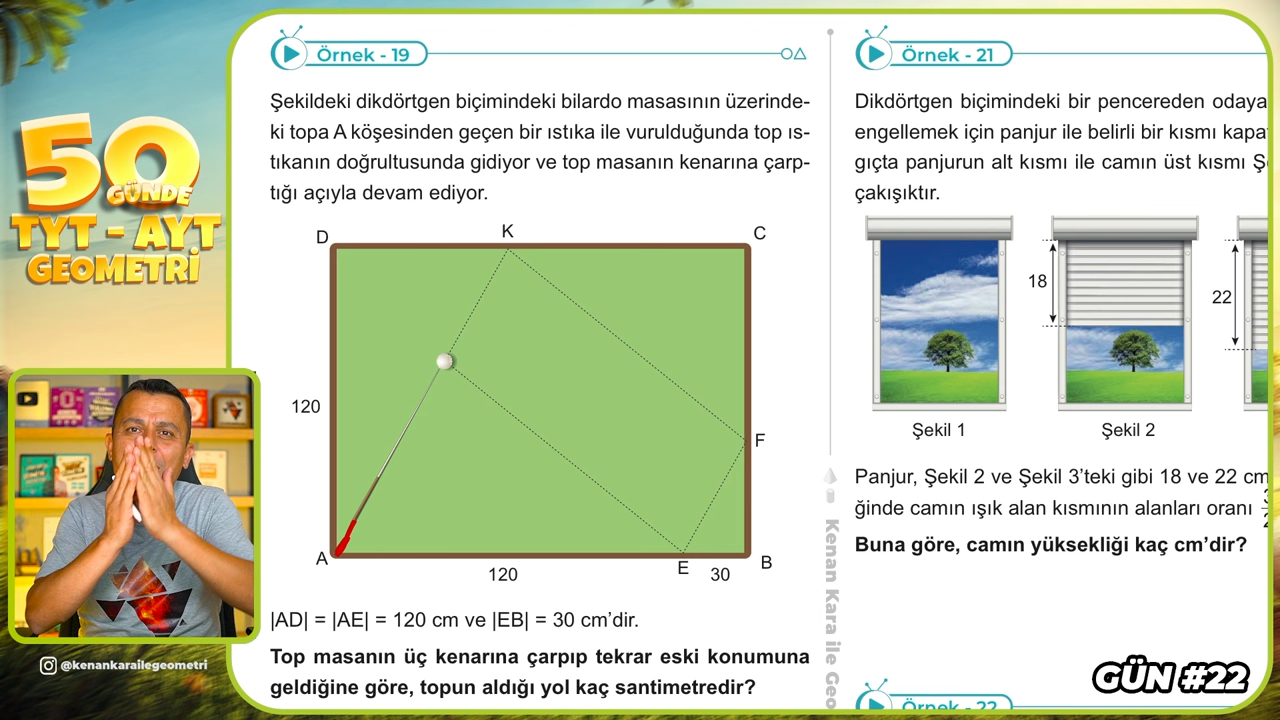 50
GÜNDE
TYT - AYT
GEOMETRİ
@kenankarailegeometri
Örnek - 19
Şekildeki dikdörtgen biçimindeki bilardo masasının üzerinde-
ki topa A köşesinden geçen bir ıstıka ile vurulduğunda top ıs-
tıkanın doğrultusunda gidiyor ve top masanın kenarına çarp-
tığı açıyla devam ediyor.
D
K
C
120
F
A
120
E
30
B
|AD| = |AE| = 120 cm ve |EB| = 30 cm'dir.
Top masanın üç kenarına çarpıp tekrar eski konumuna
geldiğine göre, topun aldığı yol kaç santimetredir?
Kenan Kara ile Geo
Örnek - 21
Dikdörtgen biçimindeki bir pencereden odaya
engellemek için panjur ile belirli bir kısmı kapa
gıçta panjurun alt kısmı ile camın üst kısmı Ş
çakışıktır.
18
22
Şekil 1
Şekil 2
Panjur, Şekil 2 ve Şekil 3'teki gibi 18 ve 22 cm
ğinde camın ışık alan kısmının alanları oranı
Buna göre, camın yüksekliği kaç cm'dir?
GÜN #22
Örnek - 22